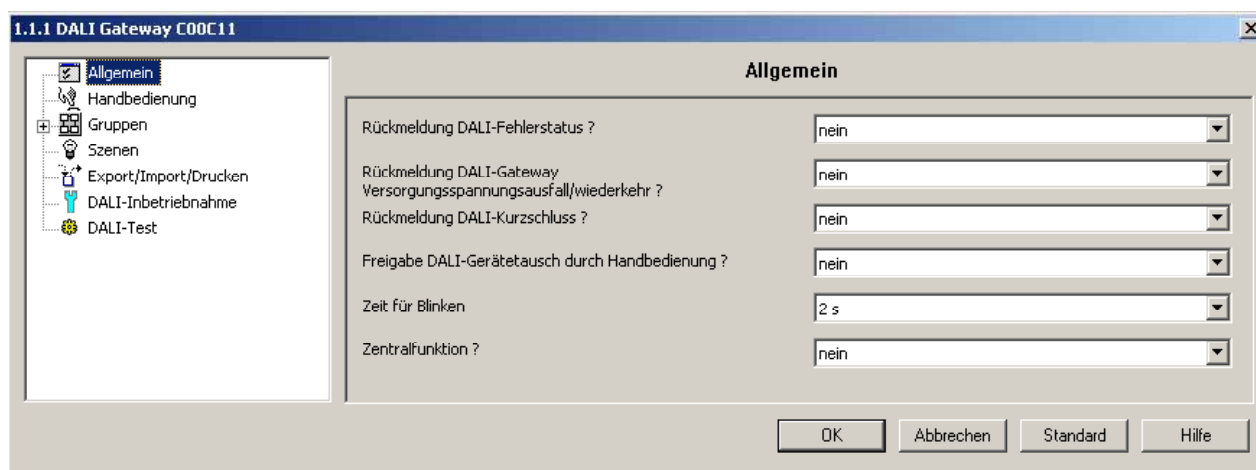 1.1.1 DALI Gateway C00C11
Allgemein
Handbedienung
Gruppen
Szenen
Export/Import/Drucken
DALI-Inbetriebnahme
DALI-Test
Allgemein
Rückmeldung DALI-Fehlerstatus ?
nein
Rückmeldung DALI-Gateway
Versorgungsspannungsausfall/wiederkehr ?
nein
Rückmeldung DALI-Kurzschluss ?
nein
Freigabe DALI-Gerätetausch durch Handbedienung ?
nein
Zeit für Blinken
2 s
Zentralfunktion ?
nein
OK
Abbrechen
Standard
Hilfe